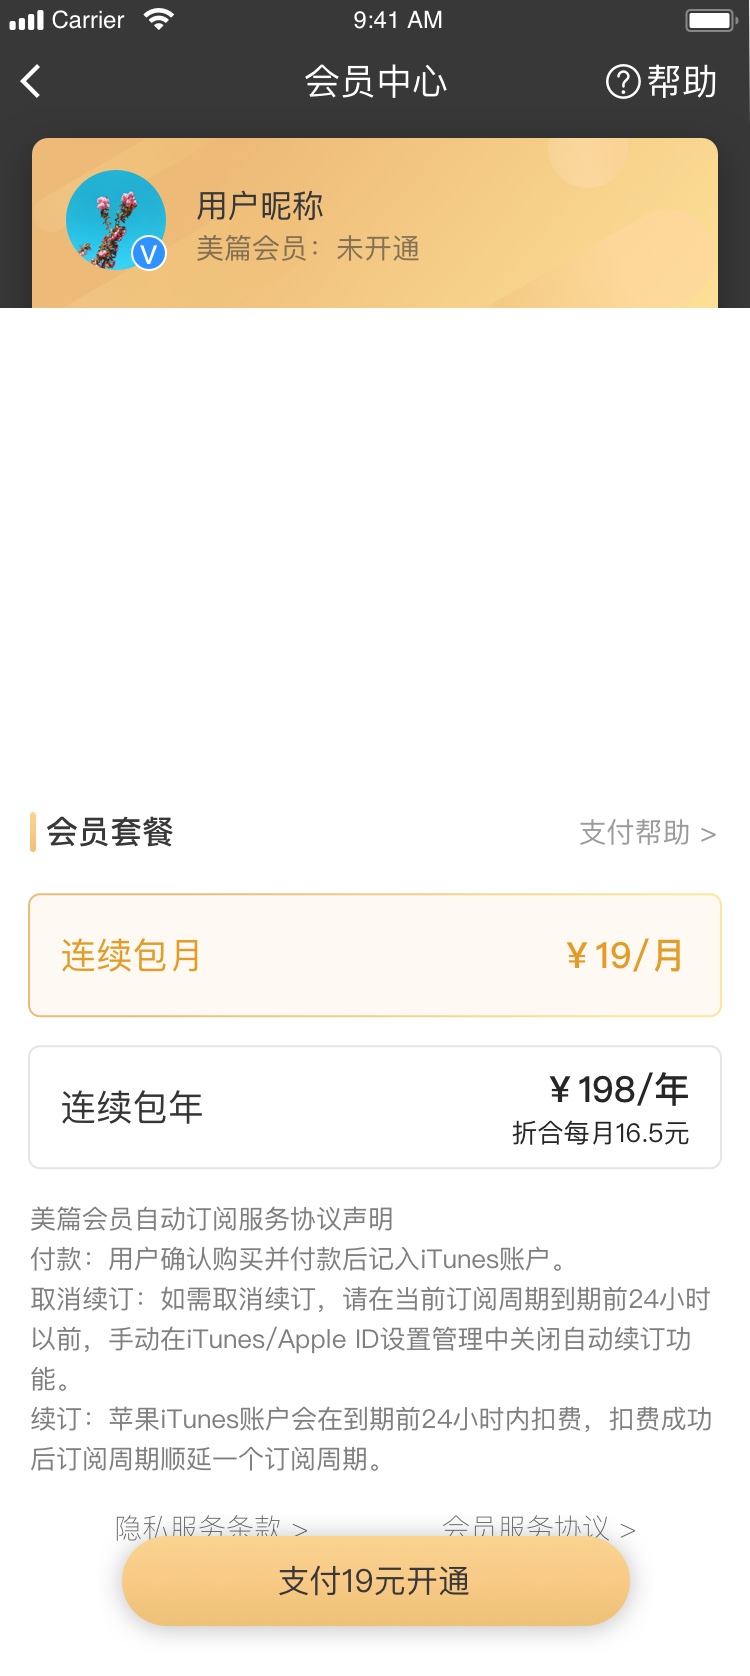 Carrier 9:41 AM
会员中心 ?帮助
用户昵称
V
美篇会员：未开通
会员套餐 支付帮助 >
连续包月 ¥19/月
¥198/年
连续包年
折合每月16.5元
美篇会员自动订阅服务协议声明
付款：用户确认购买并付款后记入iTunes账户。
取消续订：如需取消续订，请在当前订阅周期到期前24小时
以前，手动在iTunes/Apple ID设置管理中关闭自动续订功
能。
续订：苹果iTunes账户会在到期前24小时内扣费，扣费成功
后订阅周期顺延一个订阅周期。
隐私服务条款 > 会员服务协议 >
支付19元开通